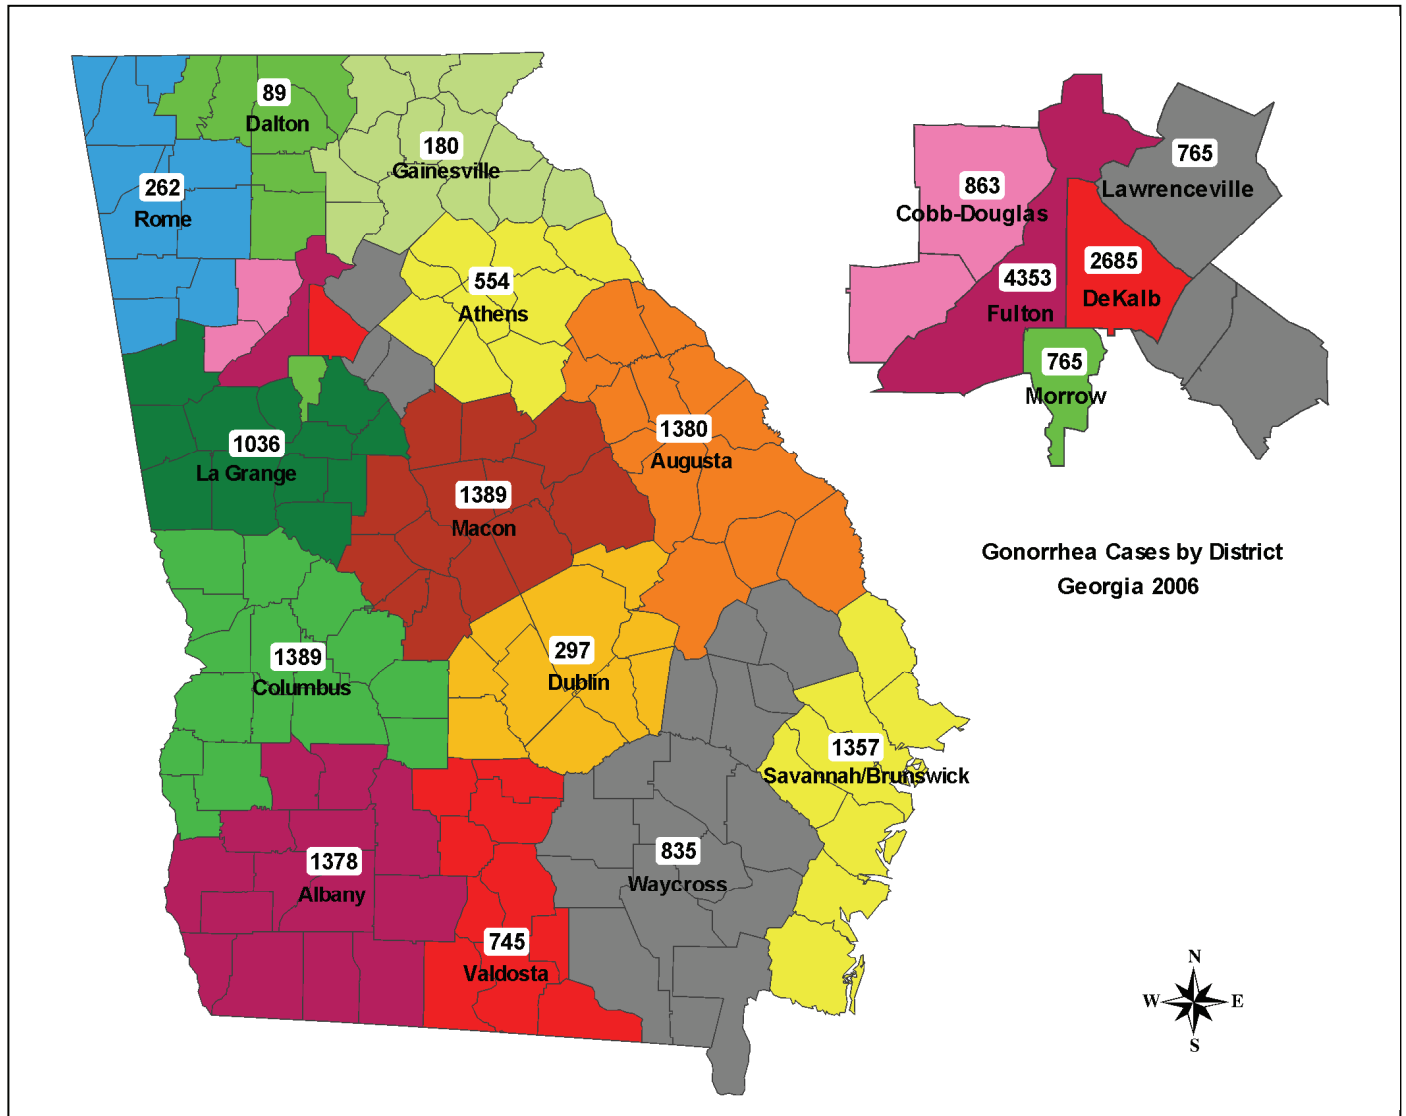 89
Dalton
180
Gainesville
262
Rome
554
Athens
1036
La Grange
1389
Macon
1380
Augusta
1389
Columbus
297
Dublin
1357
Savannah/Brunswick
1378
Albany
745
Valdosta
835
Waycross
863
Cobb-Douglas
765
Lawrenceville
4353
Fulton
2685
DeKalb
765
Morrow
Gonorrhea Cases by District
Georgia 2006
N
W
E
S